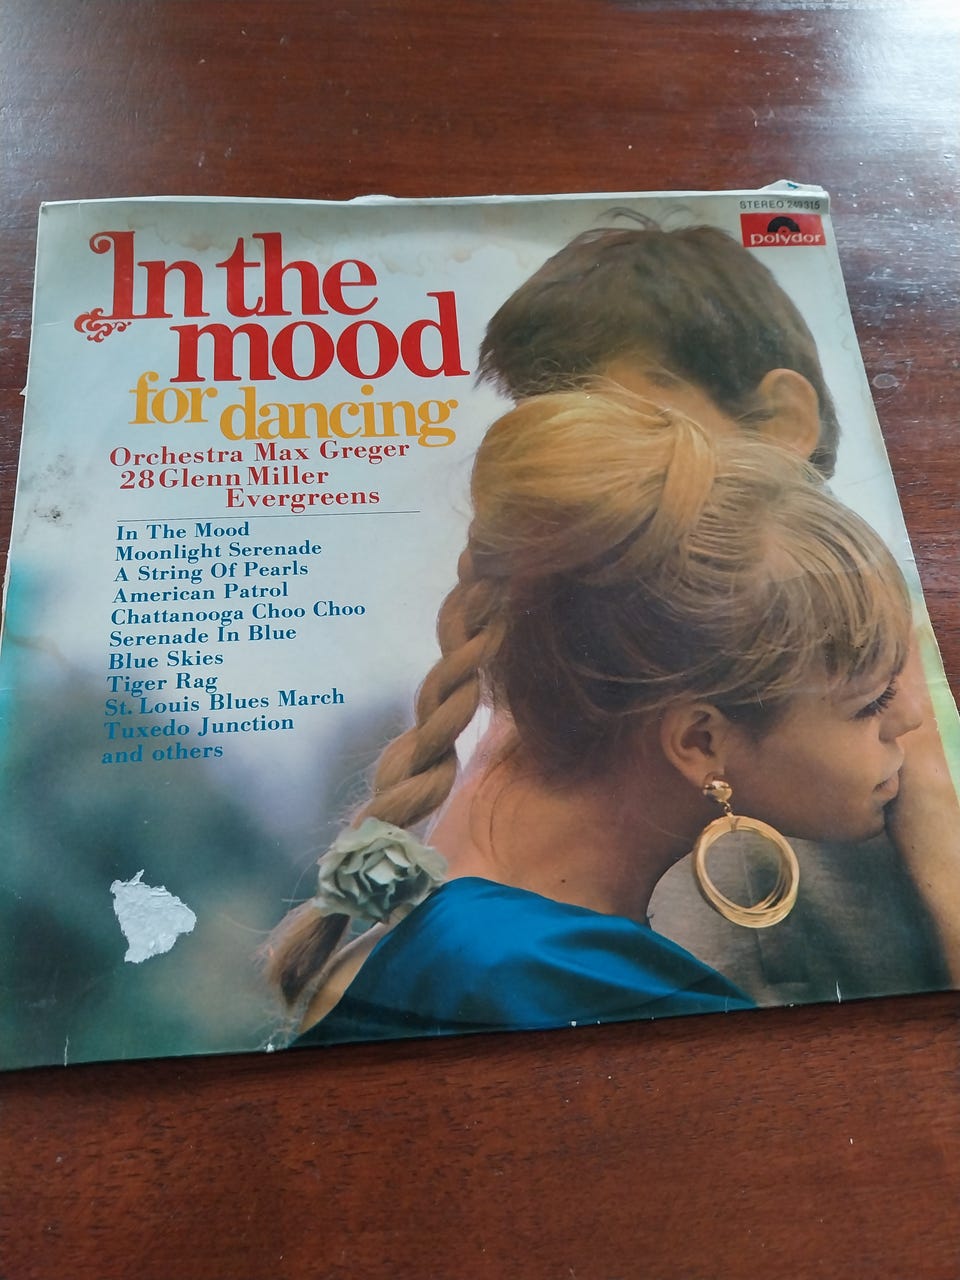 STEREO 249315
polydor
In the
mood
for dancing
Orchestra Max Greger
28 Glenn Miller
Evergreens
In The Mood
Moonlight Serenade
A String Of Pearls
American Patrol
Chattanooga Choo Choo
Serenade In Blue
Blue Skies
Tiger Rag
St. Louis Blues March
Tuxedo Junction
and others